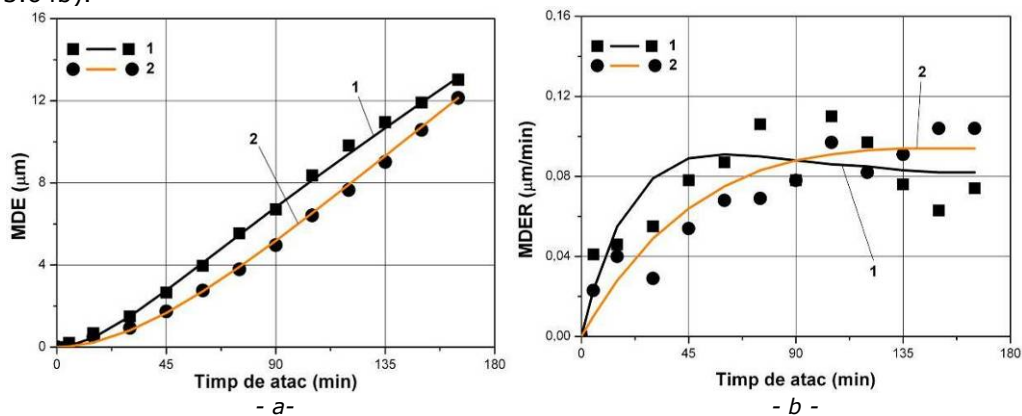 16
12
8
4
0
MDE (µm)
1
2
1
2
0 45 90 135 180
Timp de atac (min)
- a-
0,16
0,12
0,08
0,04
0,00
MDER (µm/min)
1
2
2
1
0 45 90 135 180
Timp de atac (min)
- b -